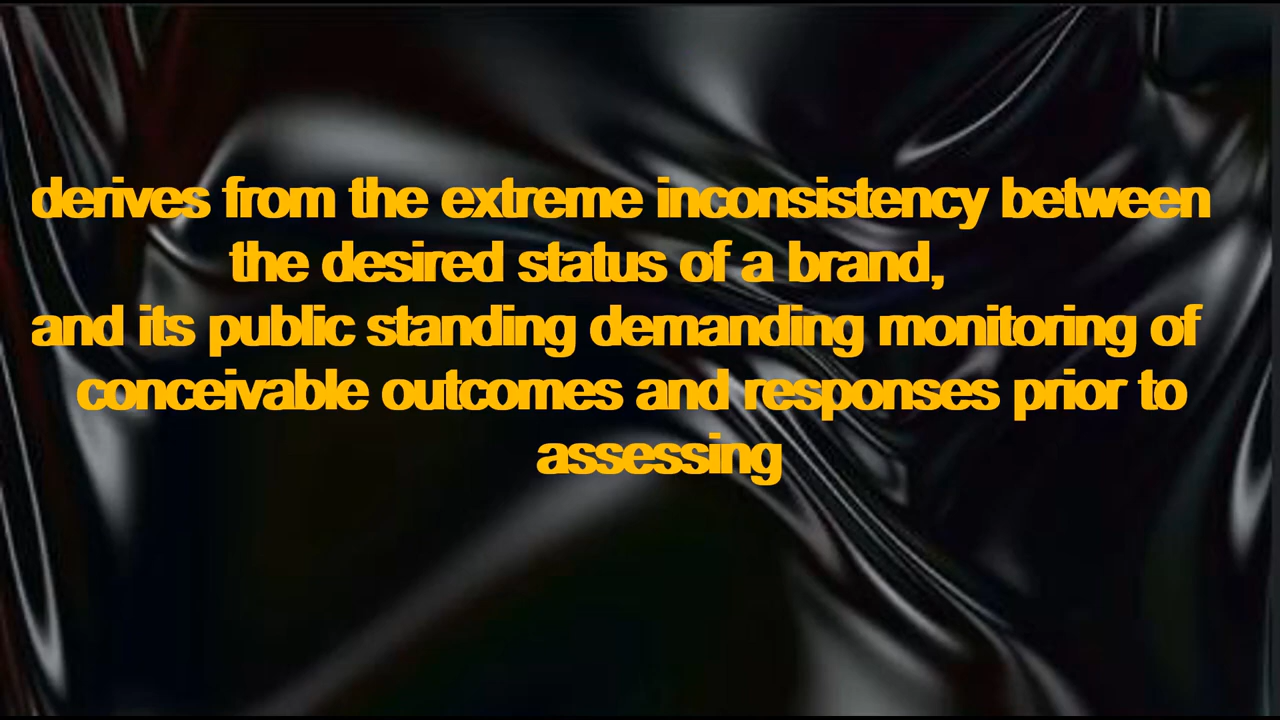 derives from the extreme inconsistency between
the desired status of a brand,
and its public standing demanding monitoring of
conceivable outcomes and responses prior to
assessing